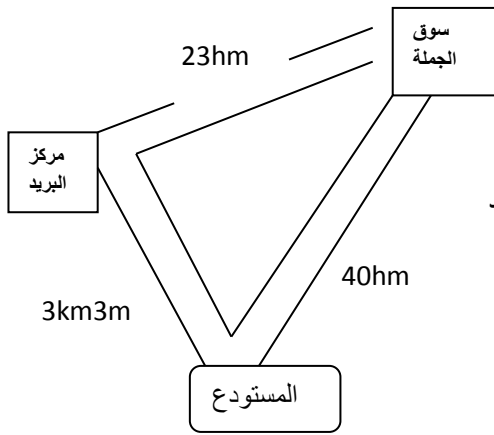 سوق
الجملة
23hm
مركز
البريد
40hm
3km3m
المستودع